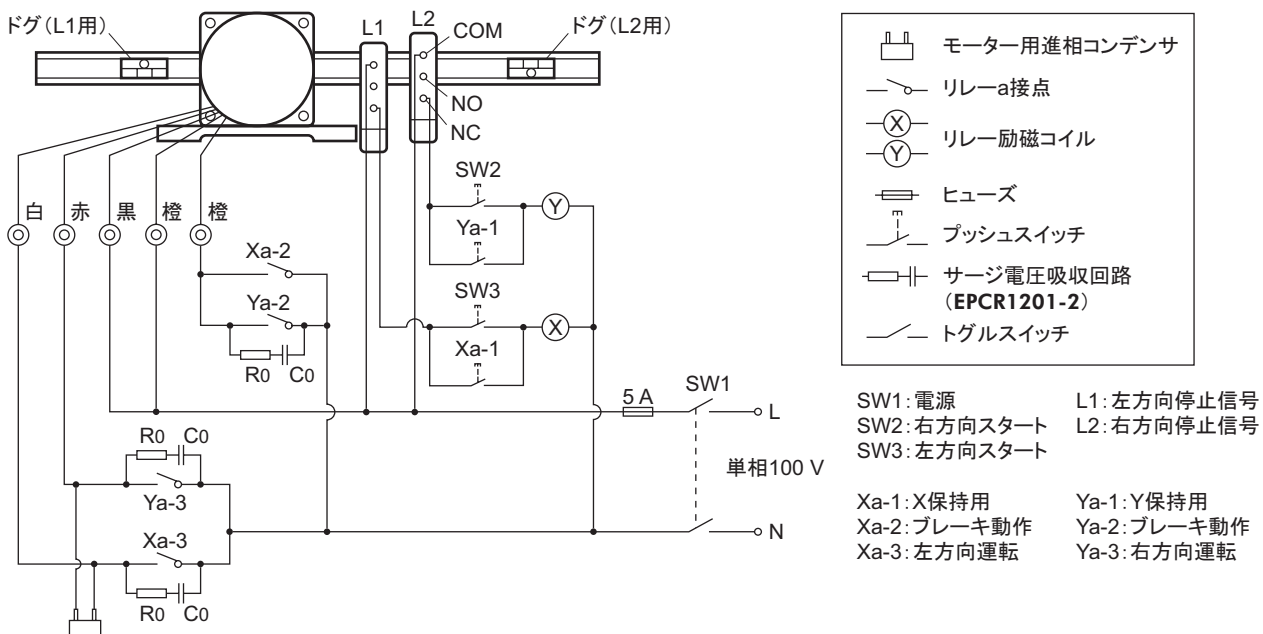 ドグ(L1用)
L1
L2
COM
ドグ(L2用)
NO
NC
白
赤
黒
橙
橙
SW2
Y
Ya-1
Xa-2
Ya-2
R0
C0
SW3
X
Xa-1
5 A
SW1
L
単相100 V
N
R0
C0
Ya-3
Xa-3
R0
C0
モーター用進相コンデンサ
リレーa接点
X
Y
リレー励磁コイル
ヒューズ
プッシュスイッチ
サージ電圧吸収回路
(EPCR1201-2)
トグルスイッチ
SW1:電源
L1:左方向停止信号
SW2:右方向スタート
L2:右方向停止信号
SW3:左方向スタート
Xa-1:X保持用
Ya-1:Y保持用
Xa-2:ブレーキ動作
Ya-2:ブレーキ動作
Xa-3:左方向運転
Ya-3:右方向運転